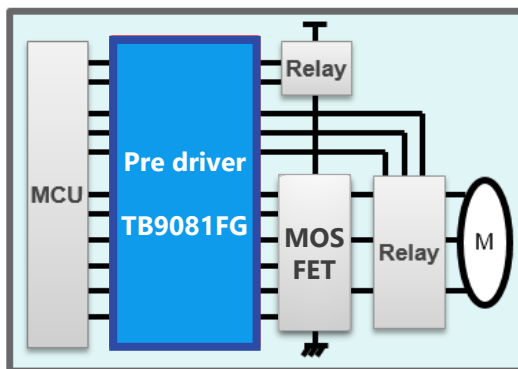 MCU
Pre driver
TB9081FG
Relay
MOS
FET
Relay
M